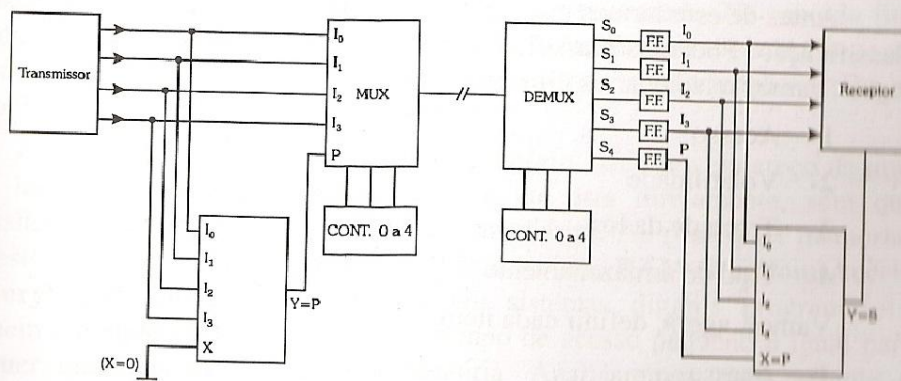 Transmissor
I0
I1
I2
I3
P
MUX
CONT. 0 a 4
I0
I1
I2
I3
X
Y=P
(X=0)
DEMUX
S0
S1
S2
S3
S4
F.F.
F.F.
F.F.
F.F.
F.F.
I0
I1
I2
I3
P
CONT. 0 a 4
Receptor
I0
I1
I2
I3
X=P
Y=B